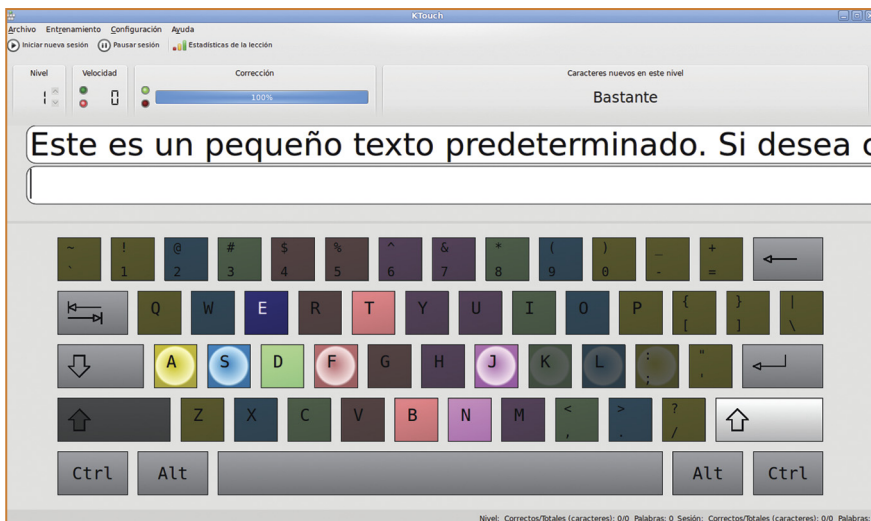 KTouch
Archivo Entrenamiento Configuración Ayuda
Iniciar nueva sesión Pausar sesión Estadísticas de la lección
Nivel Velocidad Corrección Caracteres nuevos en este nivel
1 0 100% Bastante
Este es un pequeño texto predeterminado. Si desea
~ ! @ # $ % ^ & * ( ) _ +
` 1 2 3 4 5 6 7 8 9 0 - =
Q W E R T Y U I O P { } |
[ ] \
A S D F G H J K L : "
; '
Z X C V B N M < > ?
, . /
Ctrl Alt Alt Ctrl
Nivel: Correctos/Totales (caracteres): 0/0 Palabras: 0 Sesión: Correctos/Totales (caracteres): 0/0 Palabras: